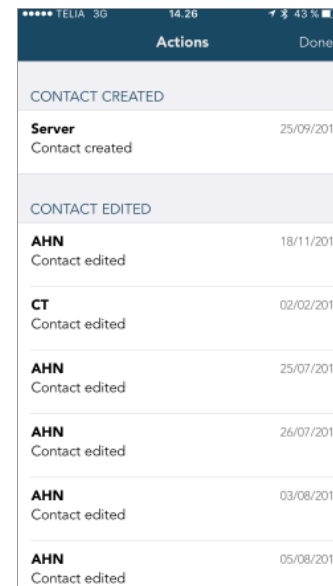 TELIA 3G 14.26 43 %
Actions Done
CONTACT CREATED
Server 25/09/201
Contact created
CONTACT EDITED
AHN 18/11/201
Contact edited
CT 02/02/201
Contact edited
AHN 25/07/201
Contact edited
AHN 26/07/201
Contact edited
AHN 03/08/201
Contact edited
AHN 05/08/201
Contact edited